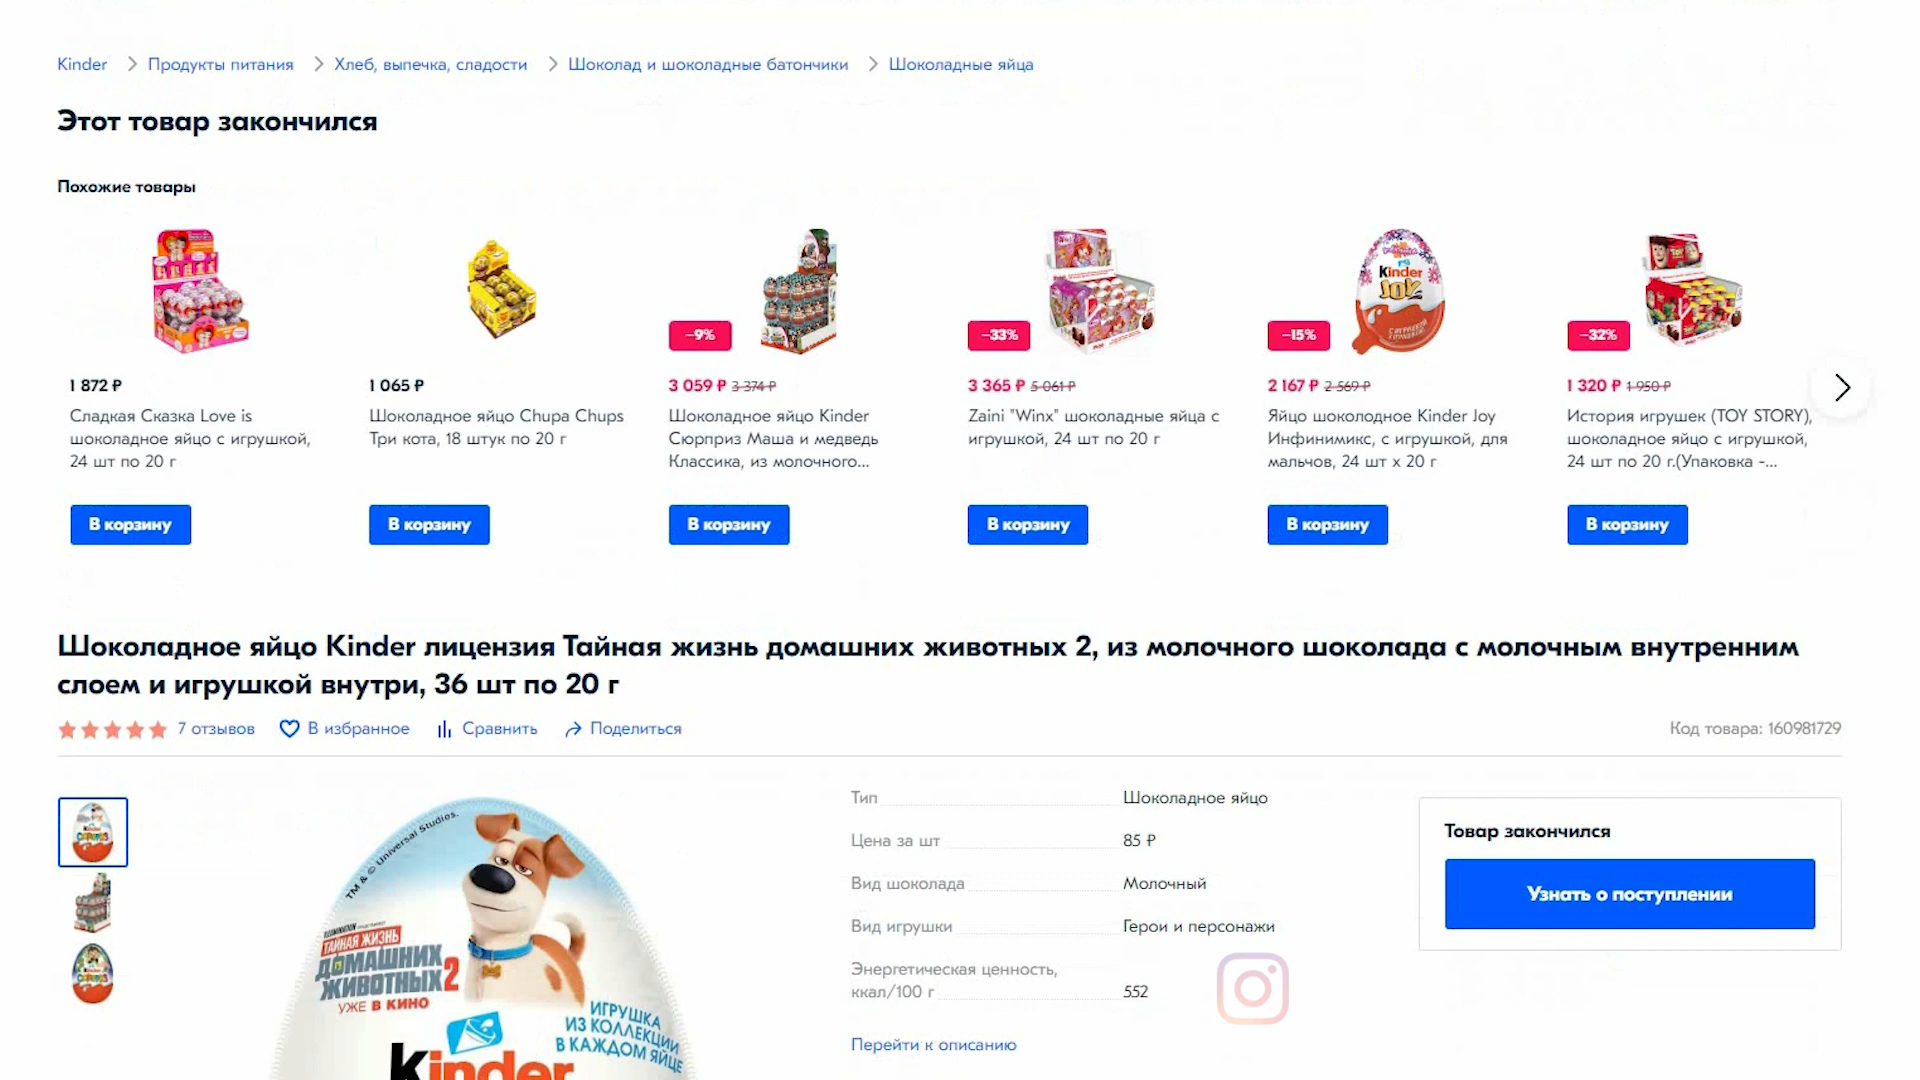 Kinder
Продукты питания
Хлеб, выпечка, сладости
Шоколад и шоколадные батончики
Шоколадные яйца
Этот товар закончился
Похожие товары
1 872 ₽
Сладкая Сказка Love is
шоколадное яйцо с игрушкой,
24 шт по 20 г
В корзину
1 065 ₽
Шоколадное яйцо Chupa Chups
Три кота, 18 штук по 20 г
В корзину
−9%
3 059 ₽ 3 374 ₽
Шоколадное яйцо Kinder
Сюрприз Маша и медведь
Классика, из молочного...
В корзину
−33%
3 365 ₽ 5 061 ₽
Zaini "Winx" шоколадные яйца с
игрушкой, 24 шт по 20 г
В корзину
Kinder
JOY
−15%
2 167 ₽ 2 569 ₽
Яйцо шоколодное Kinder Joy
Инфинимикс, с игрушкой, для
мальчов, 24 шт х 20 г
В корзину
−32%
1 320 ₽ 1 950 ₽
История игрушек (TOY STORY),
шоколадное яйцо с игрушкой,
24 шт по 20 г.(Упаковка -...
В корзину
Шоколадное яйцо Kinder лицензия Тайная жизнь домашних животных 2, из молочного шоколада с молочным внутренним
слоем и игрушкой внутри, 36 шт по 20 г
7 отзывов
В избранное
Сравнить
Поделиться
Код товара: 160981729
TM & © Universal Studios.
ТАЙНАЯ ЖИЗНЬ
ДОМАШНИХ
ЖИВОТНЫХ 2
УЖЕ В КИНО
ИГРУШКА
ИЗ КОЛЛЕКЦИИ
В КАЖДОМ ЯЙЦЕ
Kinder
Тип Шоколадное яйцо
Цена за шт 85 ₽
Вид шоколада Молочный
Вид игрушки Герои и персонажи
Энергетическая ценность,
ккал/100 г 552
Перейти к описанию
Товар закончился
Узнать о поступлении